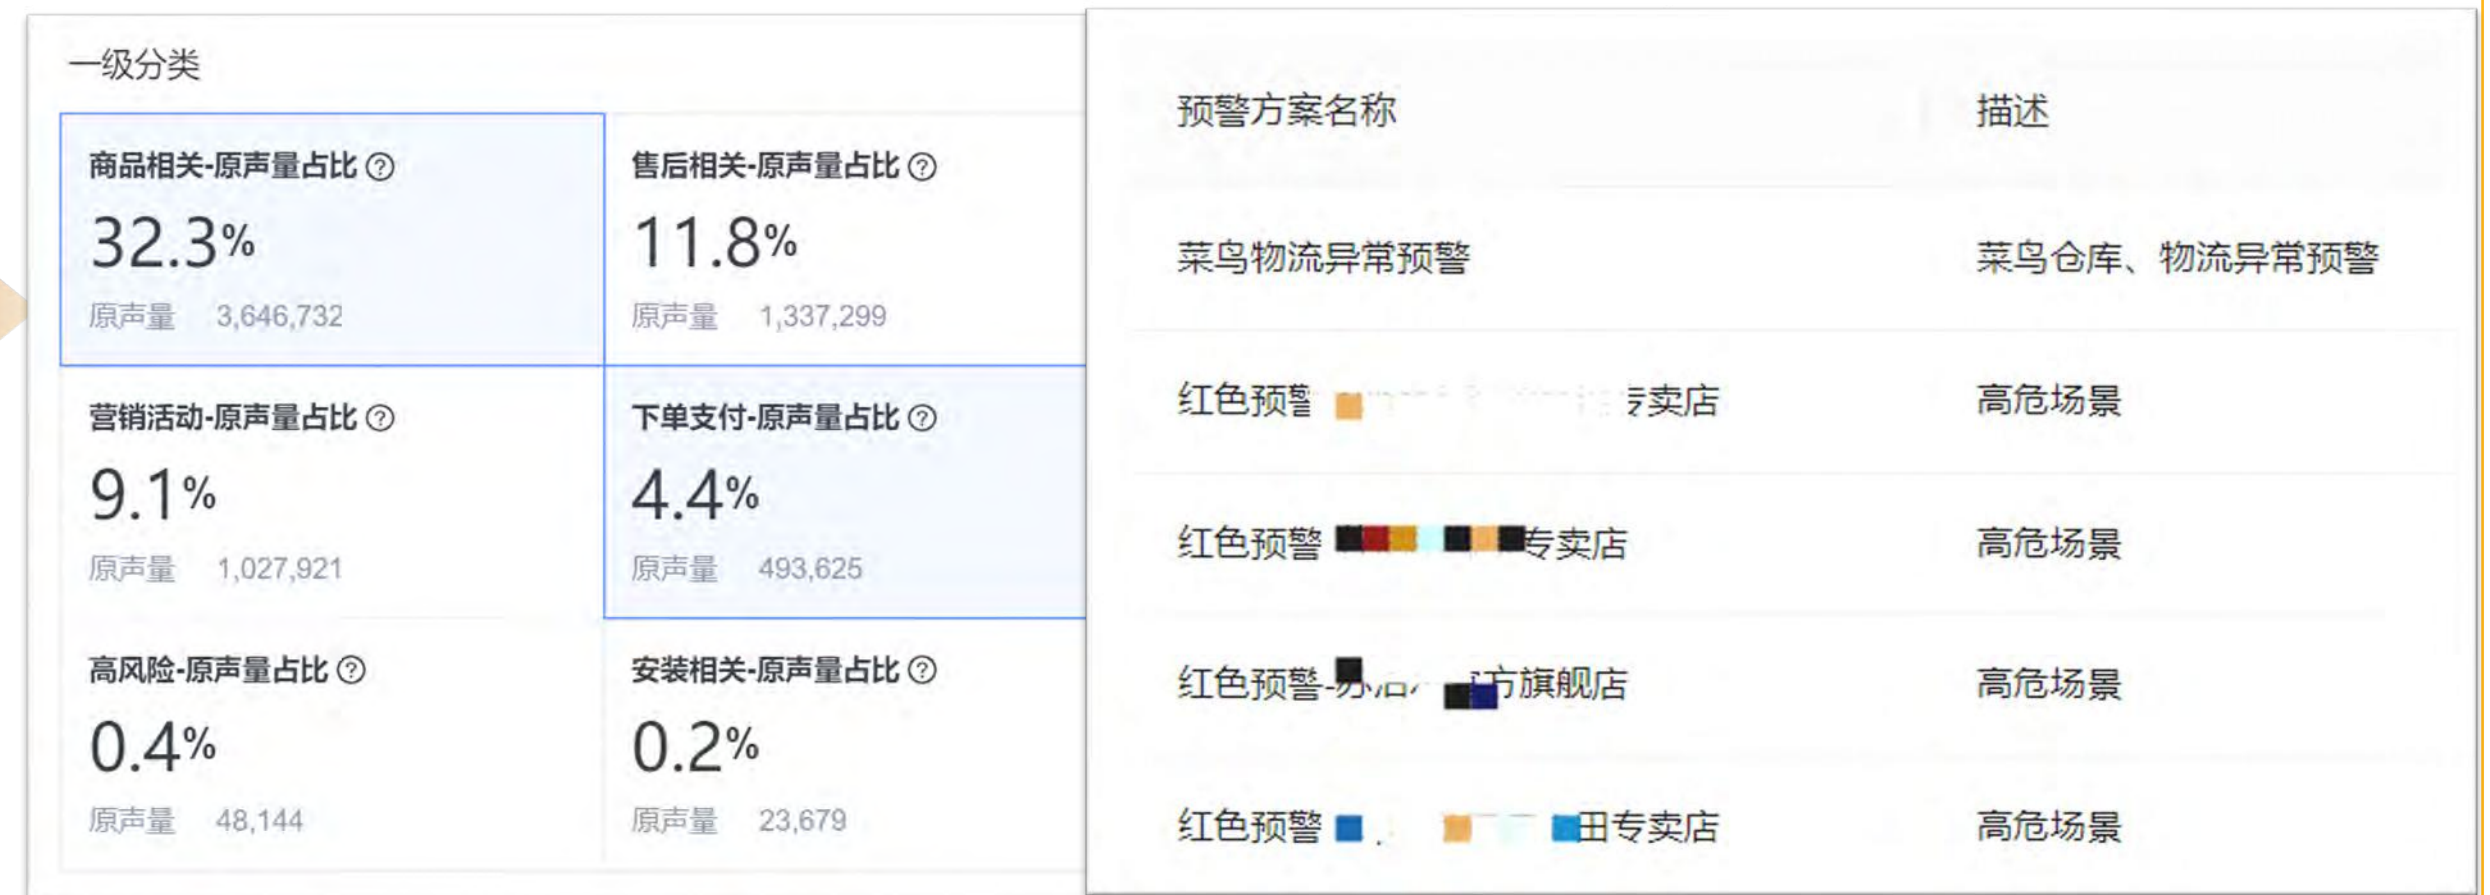 一级分类
商品相关-原声量占比
32.3%
原声量 3,646,732
售后相关-原声量占比
11.8%
原声量 1,337,299
营销活动-原声量占比
9.1%
原声量 1,027,921
下单支付-原声量占比
4.4%
原声量 493,625
高风险-原声量占比
0.4%
原声量 48,144
安装相关-原声量占比
0.2%
原声量 23,679
预警方案名称 描述
菜鸟物流异常预警 菜鸟仓库、物流异常预警
红色预警 专卖店 高危场景
红色预警 专卖店 高危场景
红色预警- 方旗舰店 高危场景
红色预警 田专卖店 高危场景